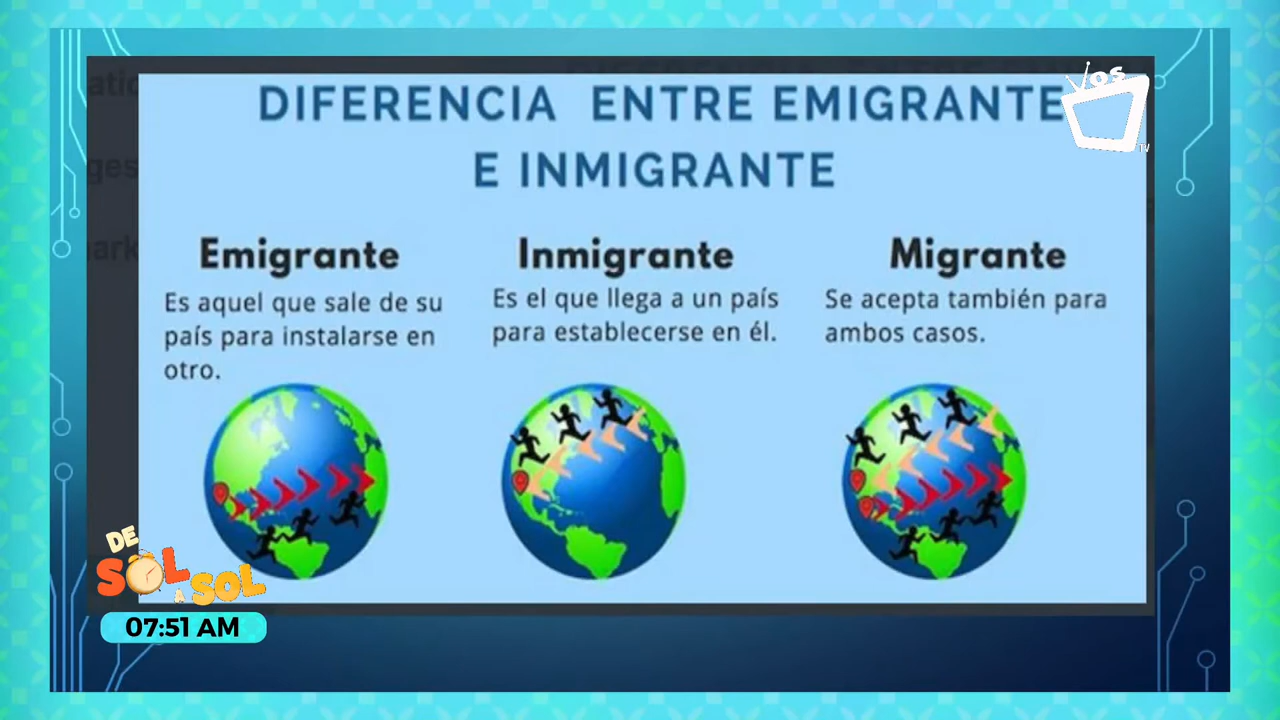 DIFERENCIA ENTRE EMIGRANTE
E INMIGRANTE
Emigrante
Es aquel que sale de su
país para instalarse en
otro.
Inmigrante
Es el que llega a un país
para establecerse en él.
Migrante
Se acepta también para
ambos casos.
VOS
TV
DE
SOL
A SOL
07:51 AM